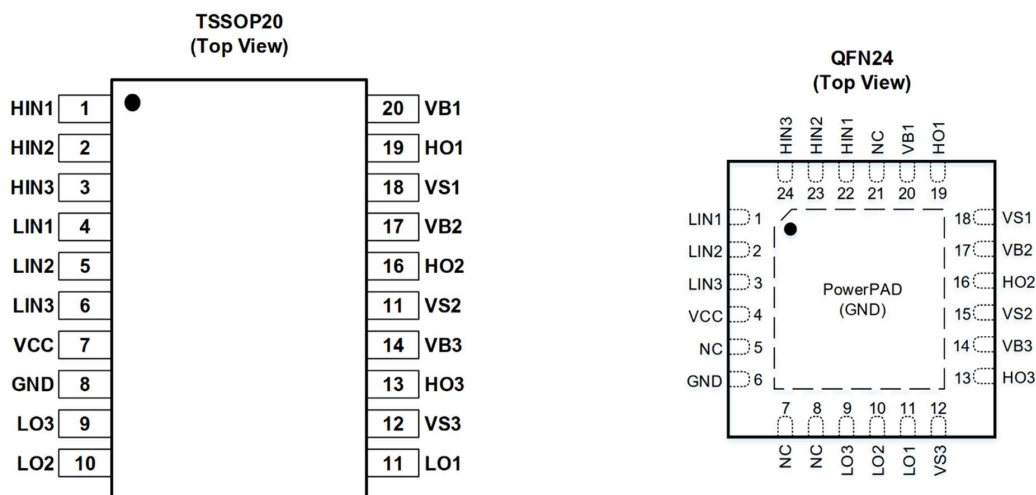 TSSOP20
(Top View)
HIN1 1
HIN2 2
HIN3 3
LIN1 4
LIN2 5
LIN3 6
VCC 7
GND 8
LO3 9
LO2 10
20 VB1
19 HO1
18 VS1
17 VB2
16 HO2
11 VS2
14 VB3
13 HO3
12 VS3
11 LO1
QFN24
(Top View)
HIN3 HIN2 HIN1 NC VB1 HO1
24 23 22 21 20 19
LIN1 1
LIN2 2
LIN3 3
VCC 4
NC 5
GND 6
PowerPAD
(GND)
18 VS1
17 VB2
16 HO2
15 VS2
14 VB3
13 HO3
7 8 9 10 11 12
NC NC LO3 LO2 LO1 VS3